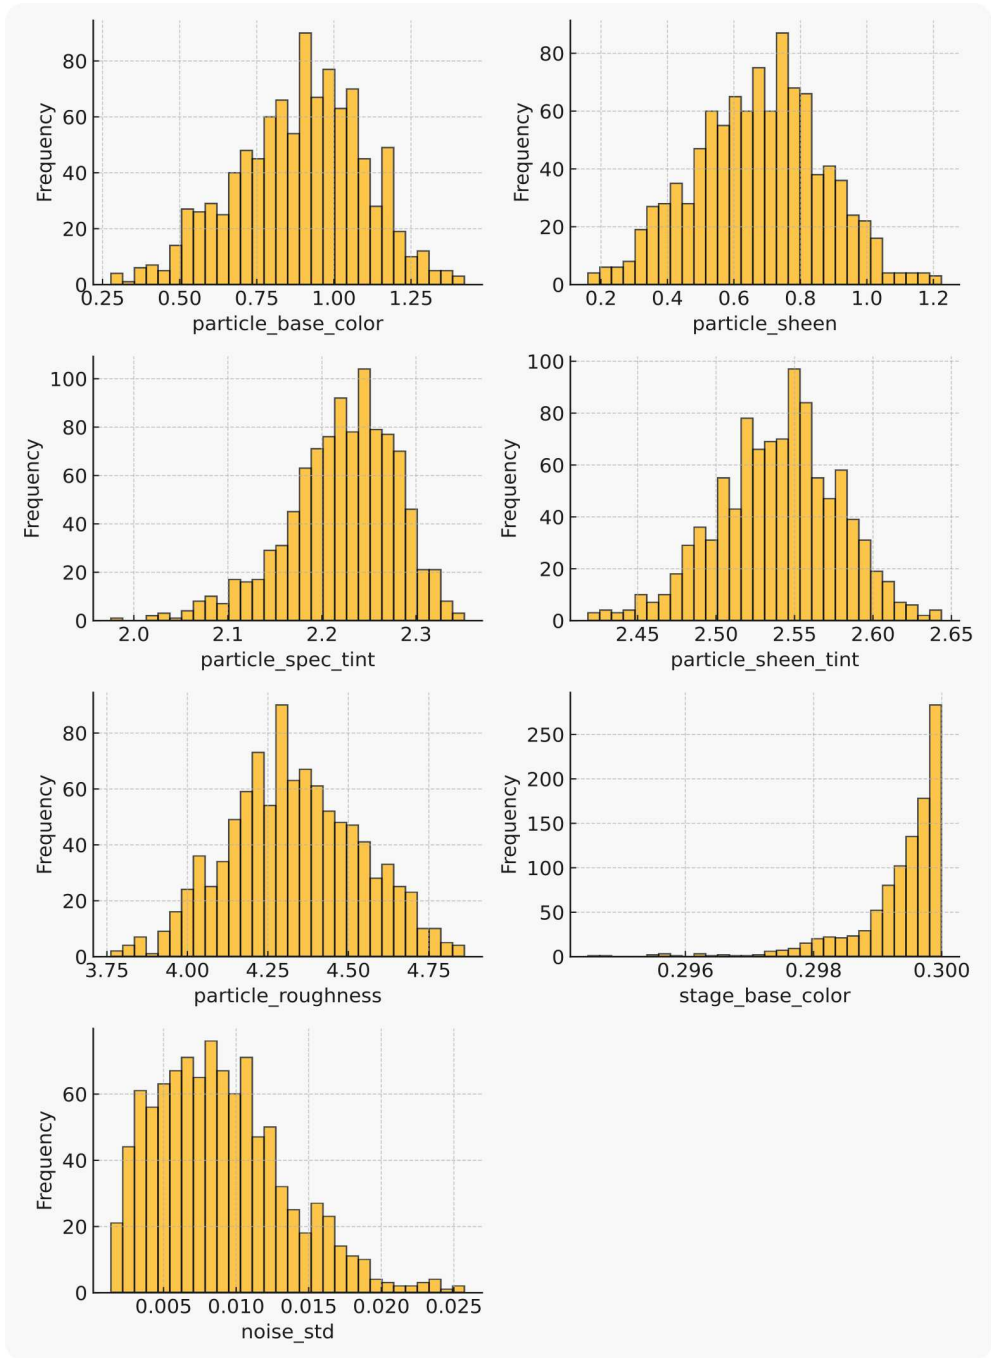 Frequency
80
60
40
20
0
0.25 0.50 0.75 1.00 1.25
particle_base_color
Frequency
80
60
40
20
0
0.2 0.4 0.6 0.8 1.0 1.2
particle_sheen
Frequency
100
80
60
40
20
0
2.0 2.1 2.2 2.3
particle_spec_tint
Frequency
100
80
60
40
20
0
2.45 2.50 2.55 2.60 2.65
particle_sheen_tint
Frequency
80
60
40
20
0
3.75 4.00 4.25 4.50 4.75
particle_roughness
Frequency
250
200
150
100
50
0
0.296 0.298 0.300
stage_base_color
Frequency
60
40
20
0
0.005 0.010 0.015 0.020 0.025
noise_std